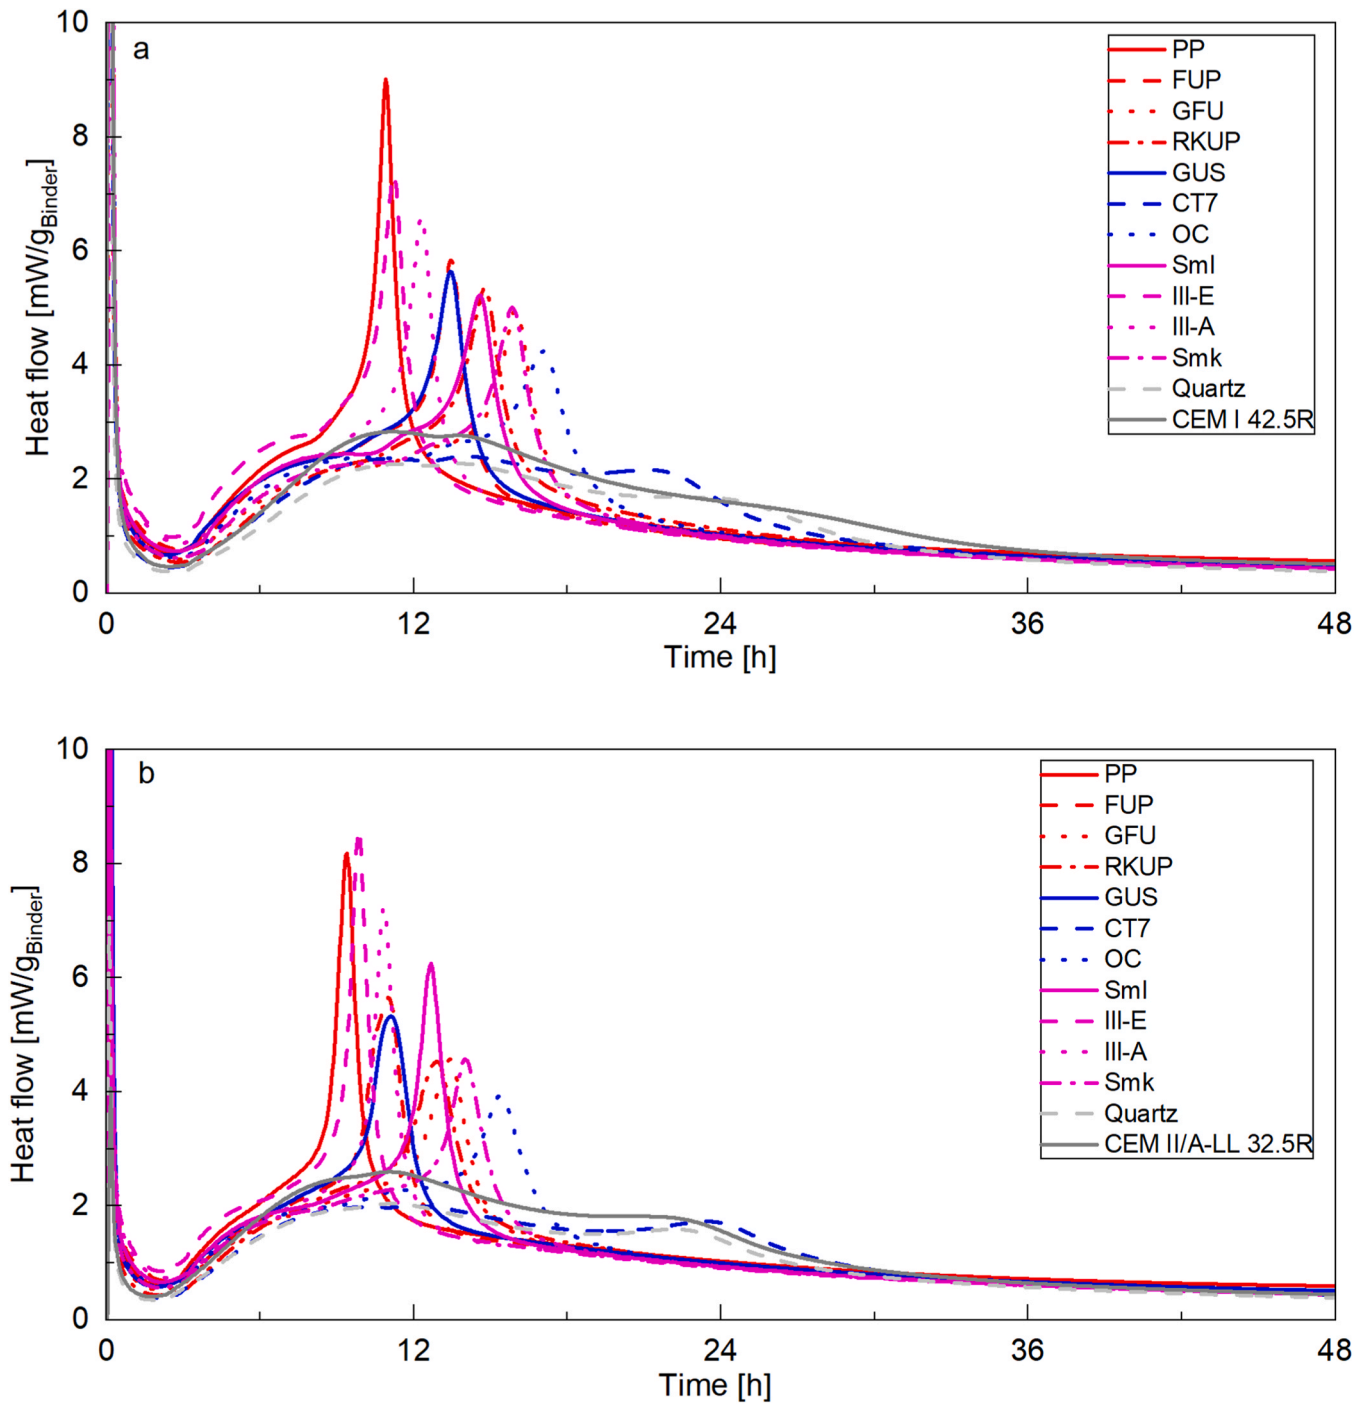 a
10
8
6
4
2
0
Heat flow [mW/gBinder]
0 12 24 36 48
Time [h]
PP
FUP
GFU
RKUP
GUS
CT7
OC
Sml
III-E
III-A
Smk
Quartz
CEM I 42.5R
b
10
8
6
4
2
0
Heat flow [mW/gBinder]
0 12 24 36 48
Time [h]
PP
FUP
GFU
RKUP
GUS
CT7
OC
Sml
III-E
III-A
Smk
Quartz
CEM II/A-LL 32.5R